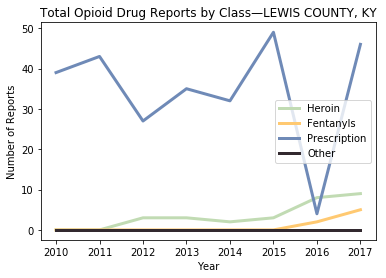 Total Opioid Drug Reports by Class—LEWIS COUNTY, KY
50
40
30
20
10
0
Number of Reports
Heroin
Fentanyls
Prescription
Other
2010 2011 2012 2013 2014 2015 2016 2017
Year